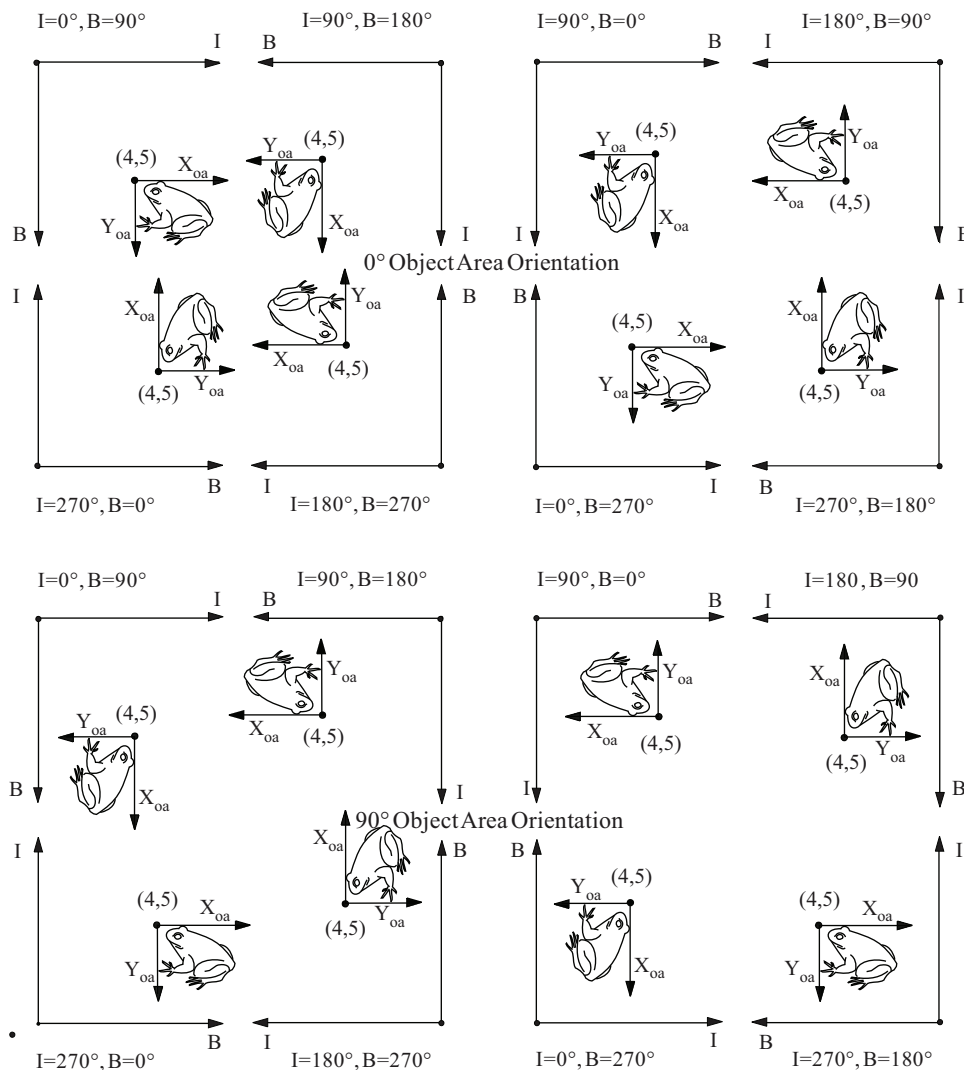 I=0°, B=90°
I=90°, B=180°
I=90°, B=0°
I=180°, B=90°
I
B
B
I
(4,5)
X_oa
Y_oa
Y_oa
(4,5)
X_oa
Y_oa
(4,5)
X_oa
Y_oa
X_oa
(4,5)
B
I
I
B
0° Object Area Orientation
I
B
B
I
X_oa
(4,5)
Y_oa
Y_oa
X_oa
(4,5)
(4,5)
X_oa
Y_oa
X_oa
(4,5)
Y_oa
B
I
I
B
I=270°, B=0°
I=180°, B=270°
I=0°, B=270°
I=270°, B=180°
I=0°, B=90°
I=90°, B=180°
I=90°, B=0°
I=180, B=90
I
B
B
I
Y_oa
(4,5)
X_oa
Y_oa
X_oa
(4,5)
Y_oa
X_oa
(4,5)
X_oa
(4,5)
Y_oa
B
I
I
B
90° Object Area Orientation
I
B
B
I
(4,5)
X_oa
Y_oa
X_oa
(4,5)
Y_oa
Y_oa
(4,5)
X_oa
(4,5)
X_oa
Y_oa
B
I
I
B
I=270°, B=0°
I=180°, B=270°
I=0°, B=270°
I=270°, B=180°